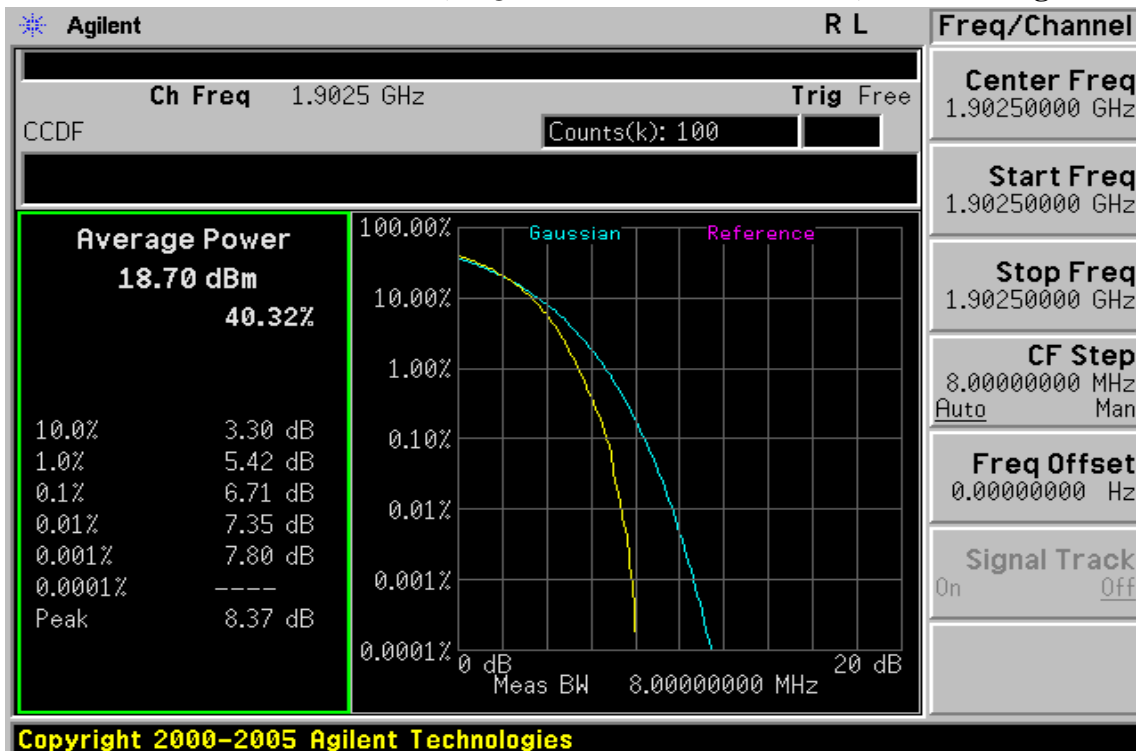 Agilent
R L
Freq/Channel
Ch Freq 1.9025 GHz
Trig Free
CCDF
Counts(k): 100
Center Freq
1.90250000 GHz
Start Freq
1.90250000 GHz
Stop Freq
1.90250000 GHz
CF Step
8.00000000 MHz
Auto Man
Freq Offset
0.00000000 Hz
Signal Track
On Off
Average Power
18.70 dBm
40.32%
10.0% 3.30 dB
1.0% 5.42 dB
0.1% 6.71 dB
0.01% 7.35 dB
0.001% 7.80 dB
0.0001% ----
Peak 8.37 dB
Gaussian
Reference
100.00%
10.00%
1.00%
0.10%
0.01%
0.001%
0.0001%
0 dB
20 dB
Meas BW 8.00000000 MHz
Copyright 2000-2005 Agilent Technologies